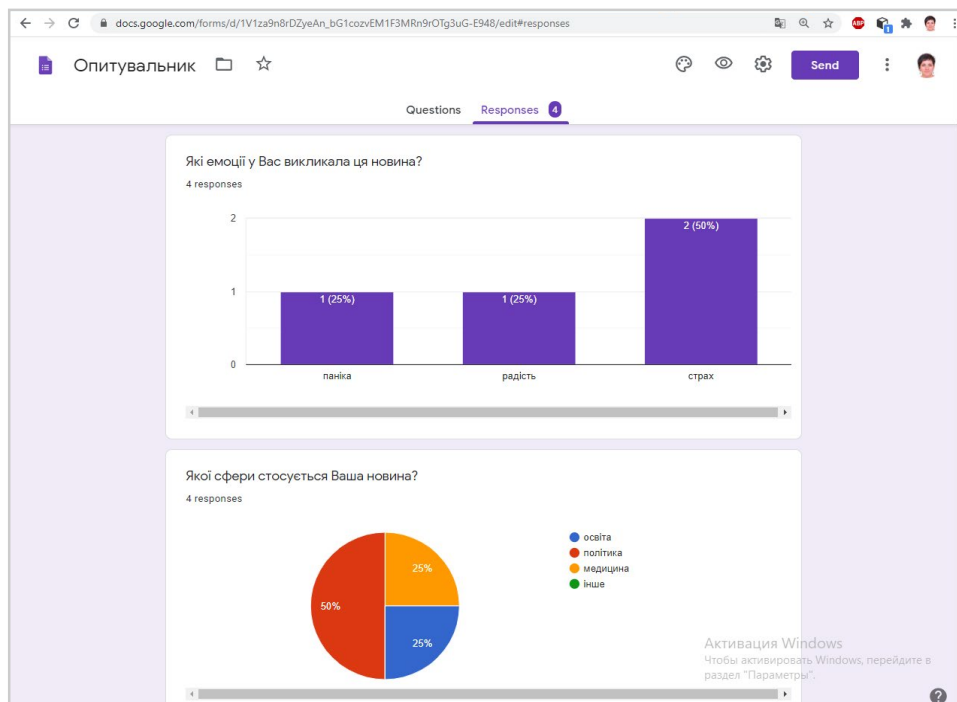 docs.google.com/forms/d/1V1za9n8rDZyeAn_bG1cozvEM1F3MRn9rOTg3uG-E948/edit#responses
ABP
1
Опитувальник
Send
Questions Responses 4
Які емоції у Вас викликала ця новина?
4 responses
2
2 (50%)
1
1 (25%)
1 (25%)
0
паніка
радість
страх
Якої сфери стосується Ваша новина?
4 responses
освіта
політика
медицина
інше
25%
50%
25%
Активация Windows
Чтобы активировать Windows, перейдите в
раздел "Параметры".
?